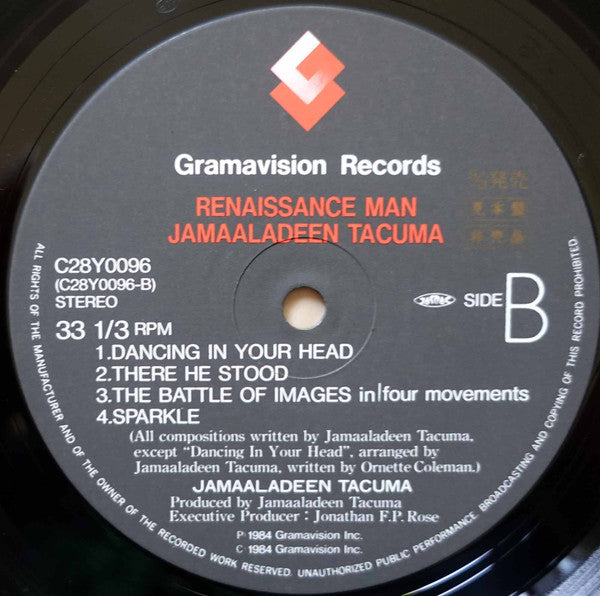 Gramavision Records
RENAISSANCE MAN
JAMAALADEEN TACUMA
発売
見本盤
非売品
C28Y0096
(C28Y0096-B)
STEREO
SIDE B
33 1/3 RPM
1.DANCING IN YOUR HEAD
2.THERE HE STOOD
3.THE BATTLE OF IMAGES in/four movements
4.SPARKLE
(All compositions written by Jamaaladeen Tacuma,
except “Dancing In Your Head”, arranged by
Jamaaladeen Tacuma, written by Ornette Coleman.)
JAMAALADEEN TACUMA
Produced by Jamaaladeen Tacuma
Executive Producer : Jonathan F.P. Rose
P 1984 Gramavision Inc.
C 1984 Gramavision Inc.
ALL RIGHTS OF THE MANUFACTURER AND OF THE OWNER OF THE RECORDED WORK RESERVED. UNAUTHORIZED PUBLIC PERFORMANCE, BROADCASTING AND COPYING OF THIS RECORD PROHIBITED.